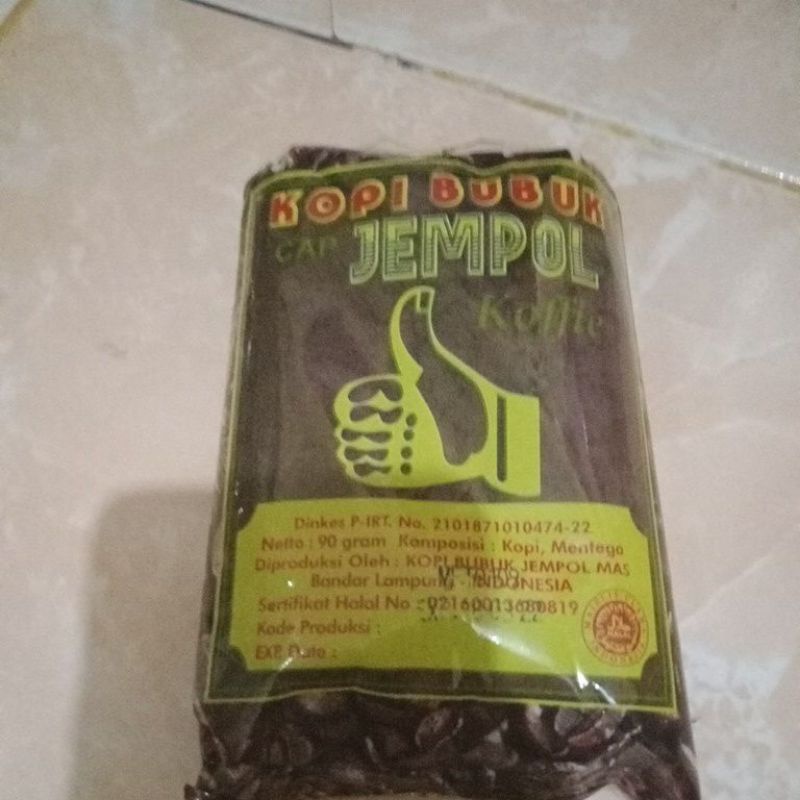 KOPI BUBUK
CAP JEMPOL
Koffie
Dinkes P-IRT. No. 2101871010474-22
Netto : 90 gram Komposisi : Kopi, Mentega
Diproduksi Oleh : KOPI BUBUK JEMPOL MAS
Bandar Lampung - INDONESIA
Sertifikat Halal No :
Kode Produksi :
EXP. Date :